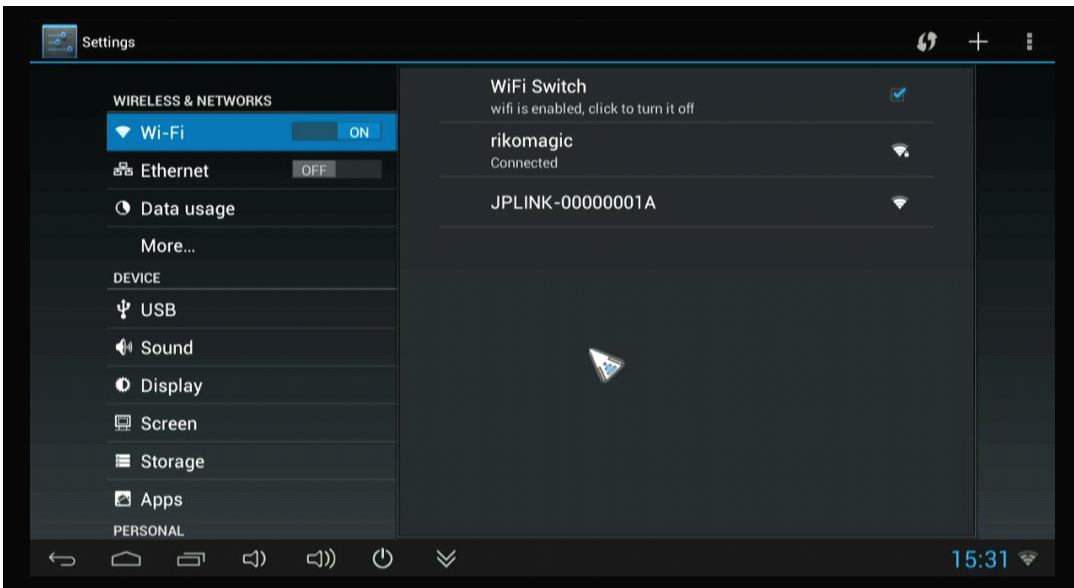 Settings
WIRELESS & NETWORKS
Wi-Fi ON
Ethernet OFF
Data usage
More...
DEVICE
USB
Sound
Display
Screen
Storage
Apps
PERSONAL
WiFi Switch
wifi is enabled, click to turn it off
rikomagic
Connected
JPLINK-00000001A
15:31